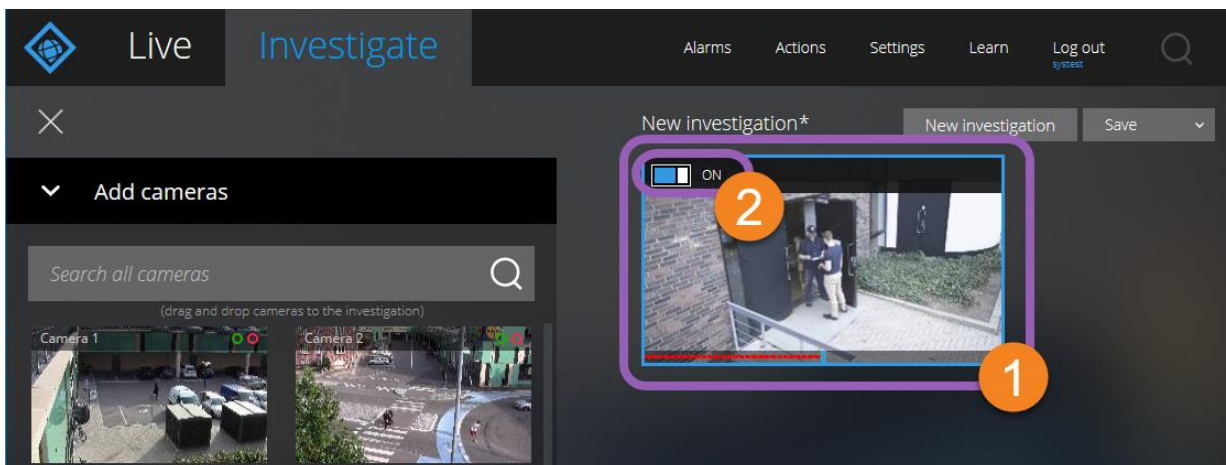 Live Investigate Alarms Actions Settings Learn Log out
systest
New investigation* New investigation Save
ON
2
Add cameras
Search all cameras
(drag and drop cameras to the investigation)
Camera 1 Camera 2
1